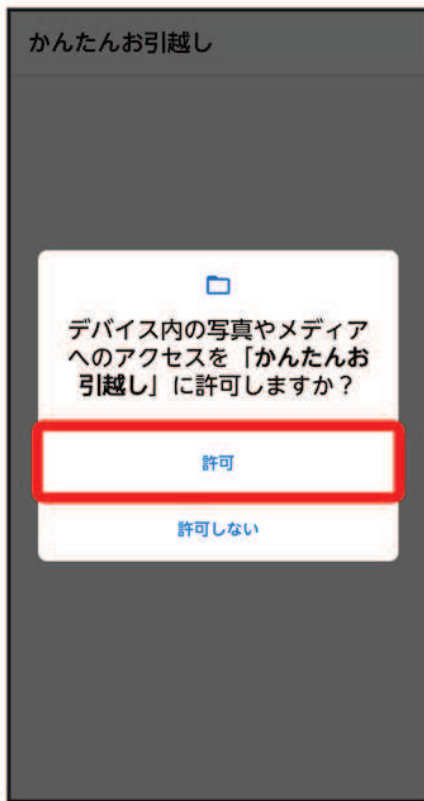 かんたんお引越し
デバイス内の写真やメディア
へのアクセスを「かんたんお
引越し」に許可しますか？
許可
許可しない